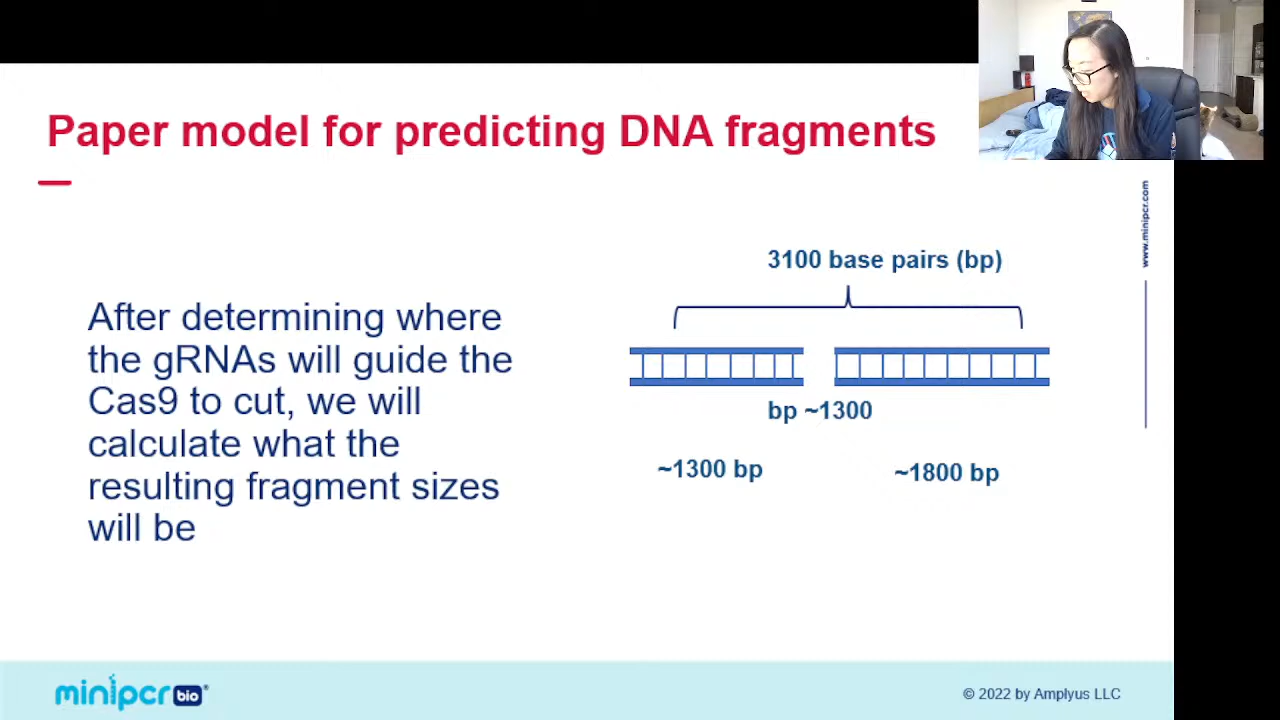 Paper model for predicting DNA fragments
www.minipcr.com
3100 base pairs (bp)
After determining where
the gRNAs will guide the
Cas9 to cut, we will
calculate what the
resulting fragment sizes
will be
bp ~1300
~1300 bp
~1800 bp
minipcr bio®
© 2022 by Amplyus LLC